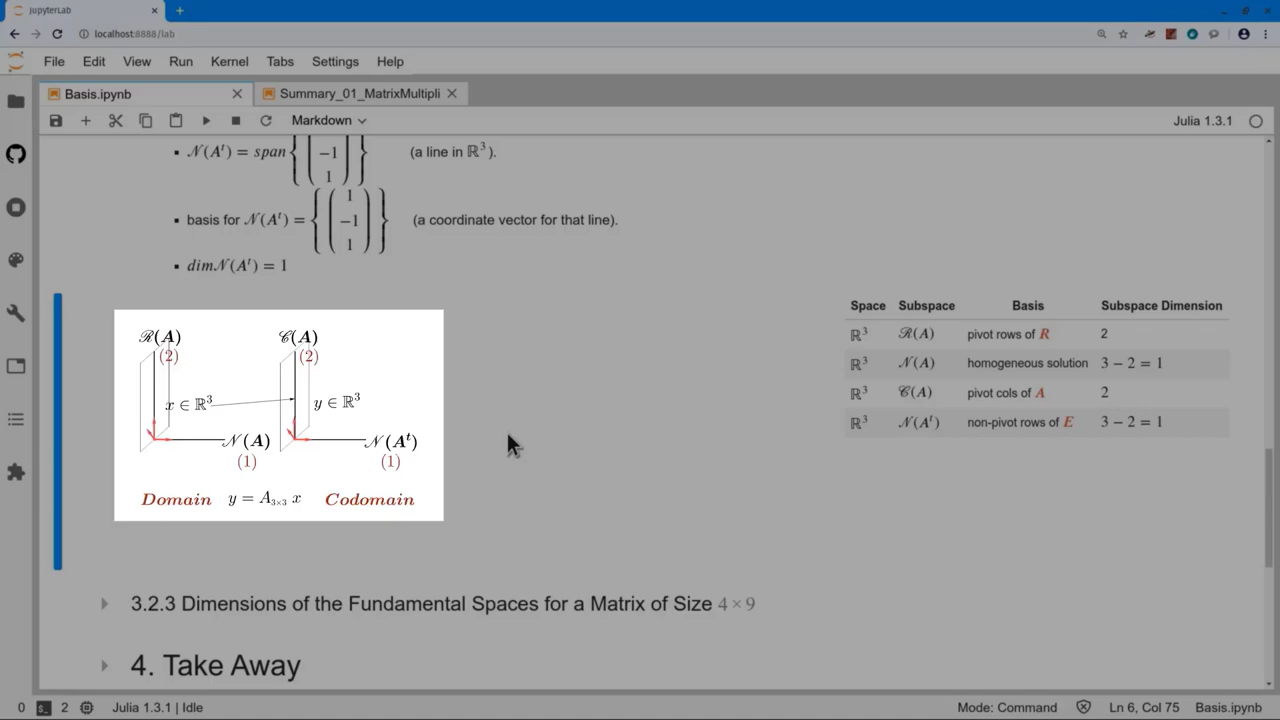 JupyterLab
localhost:8888/lab
File Edit View Run Kernel Tabs Settings Help
Basis.ipynb Summary_01_MatrixMultipli
Markdown Julia 1.3.1
𝒩(Aᵗ) = span { ( −1 1 ) } (a line in ℝ³ ).
basis for 𝒩(Aᵗ) = { ( 1 −1 1 ) } (a coordinate vector for that line).
dim𝒩(Aᵗ) = 1
ℛ(A) 𝒞(A)
(2) (2)
x ∈ ℝ³ y ∈ ℝ³
𝒩(A) 𝒩(Aᵗ)
(1) (1)
Domain y = A₃ₓ₃ x Codomain
Space Subspace Basis Subspace Dimension
ℝ³ ℛ(A) pivot rows of R 2
ℝ³ 𝒩(A) homogeneous solution 3 − 2 = 1
ℝ³ 𝒞(A) pivot cols of A 2
ℝ³ 𝒩(Aᵗ) non-pivot rows of E 3 − 2 = 1
3.2.3 Dimensions of the Fundamental Spaces for a Matrix of Size 4 × 9
4. Take Away
0 2 Julia 1.3.1 | Idle Mode: Command Ln 6, Col 75 Basis.ipynb